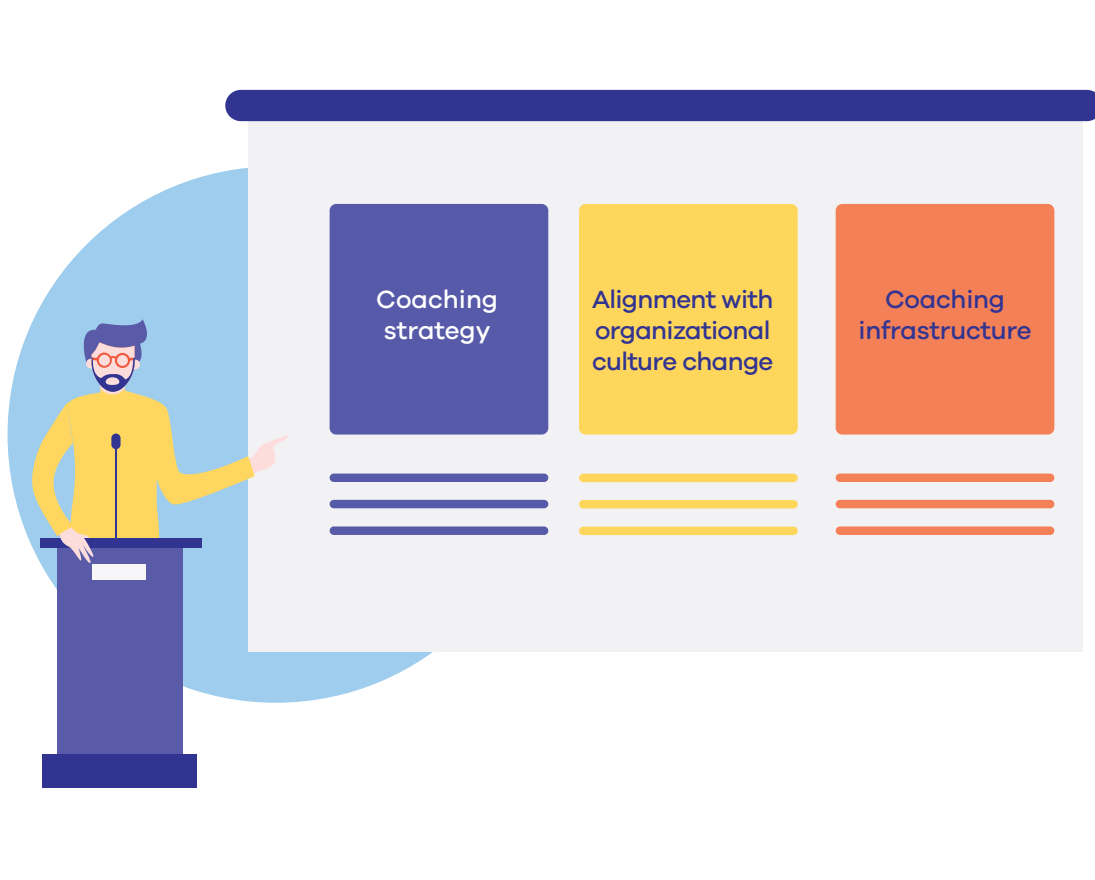 Coaching
strategy
Alignment with
organizational
culture change
Coaching
infrastructure